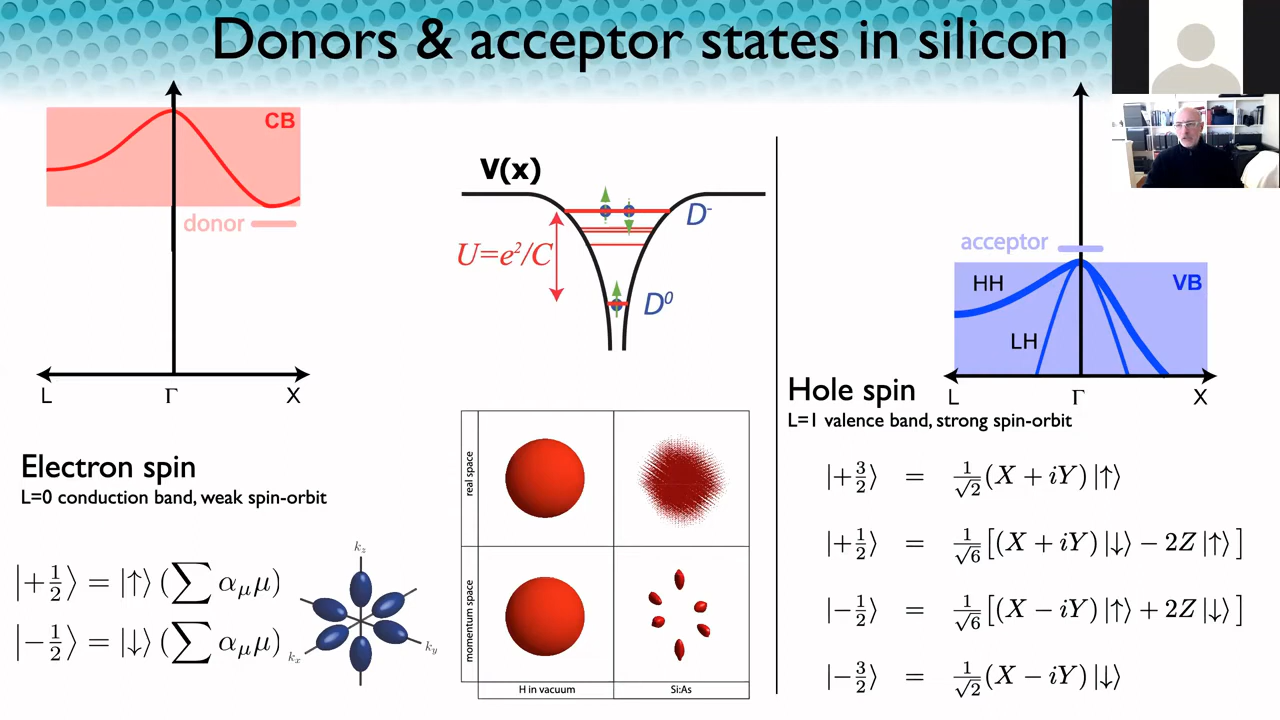 Donors & acceptor states in silicon
CB
donor
L
Γ
X
Electron spin
L=0 conduction band, weak spin-orbit
|+½⟩ = |↑⟩ (∑ α_μ μ)
|−½⟩ = |↓⟩ (∑ α_μ μ)
k_z
k_y
k_x
V(x)
D⁻
U=e²/C
D⁰
real space
momentum space
H in vacuum
Si:As
acceptor
HH
VB
LH
L
Γ
X
Hole spin
L=1 valence band, strong spin-orbit
|+3/2⟩ = 1/√2 (X + iY) |↑⟩
|+1/2⟩ = 1/√6 [(X + iY) |↓⟩ − 2Z |↑⟩ ]
|−1/2⟩ = 1/√6 [(X − iY) |↑⟩ + 2Z |↓⟩ ]
|−3/2⟩ = 1/√2 (X − iY) |↓⟩